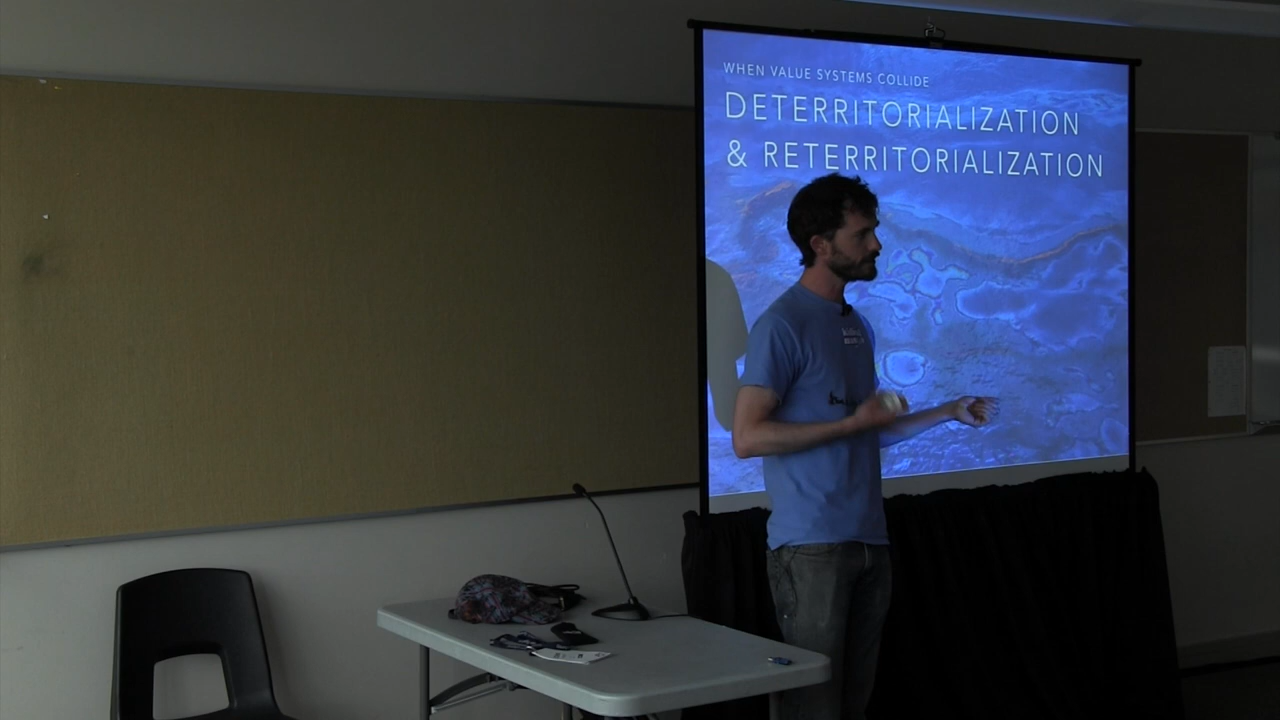 WHEN VALUE SYSTEMS COLLIDE
DETERRITORIALIZATION
& RETERRITORIALIZATION